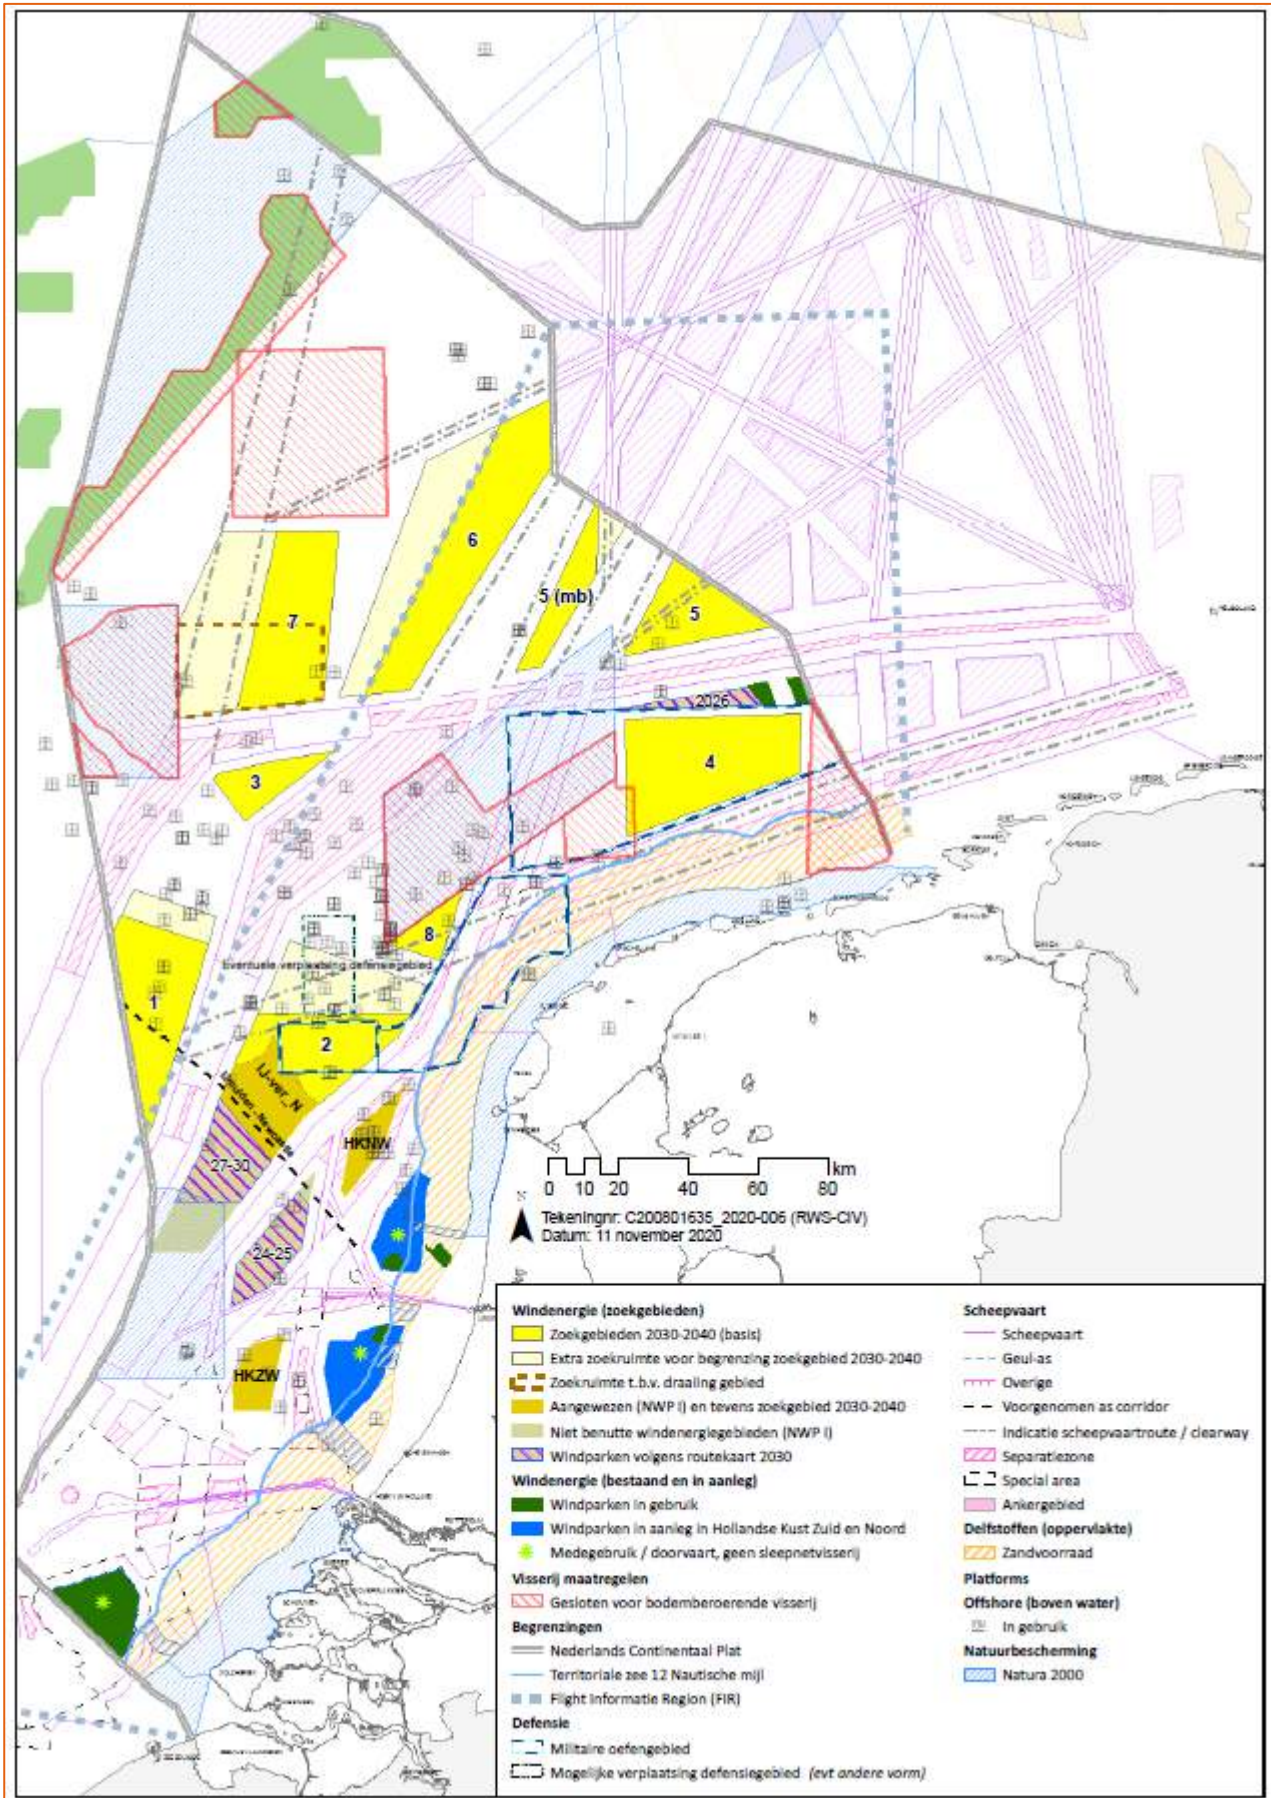 6
7
5 (mb)
5
2026
4
3
8
Eventuele verplaatsing defensiegebied
1
2
IJ-ver_N
IJmuiden_Newcastle
HKNW
27-30
24-25
HKZW
km
0 10 20 40 60 80
N
Tekeningnr: C200801635_2020-006 (RWS-CIV)
Datum: 11 november 2020
Windenergie (zoekgebieden)
Zoekgebieden 2030-2040 (basis)
Extra zoekruimte voor begrenzing zoekgebied 2030-2040
Zoekruimte t.b.v. draaiing gebied
Aangewezen (NWP I) en tevens zoekgebied 2030-2040
Niet benutte windenergiegebieden (NWP I)
Windparken volgens routekaart 2030
Windenergie (bestaand en in aanleg)
Windparken in gebruik
Windparken in aanleg in Hollandse Kust Zuid en Noord
Medegebruik / doorvaart, geen sleepnetvisserij
Visserij maatregelen
Gesloten voor bodemberoerende visserij
Begrenzingen
Nederlands Continentaal Plat
Territoriale zee 12 Nautische mijl
Flight Informatie Region (FIR)
Defensie
Militaire oefengebied
Mogelijke verplaatsing defensiegebied (evt andere vorm)
Scheepvaart
Scheepvaart
Geul-as
Overige
Voorgenomen as corridor
Indicatie scheepvaartroute / clearway
Separatiezone
Special area
Ankergebied
Delfstoffen (oppervlakte)
Zandvoorraad
Platforms
Offshore (boven water)
In gebruik
Natuurbescherming
Natura 2000